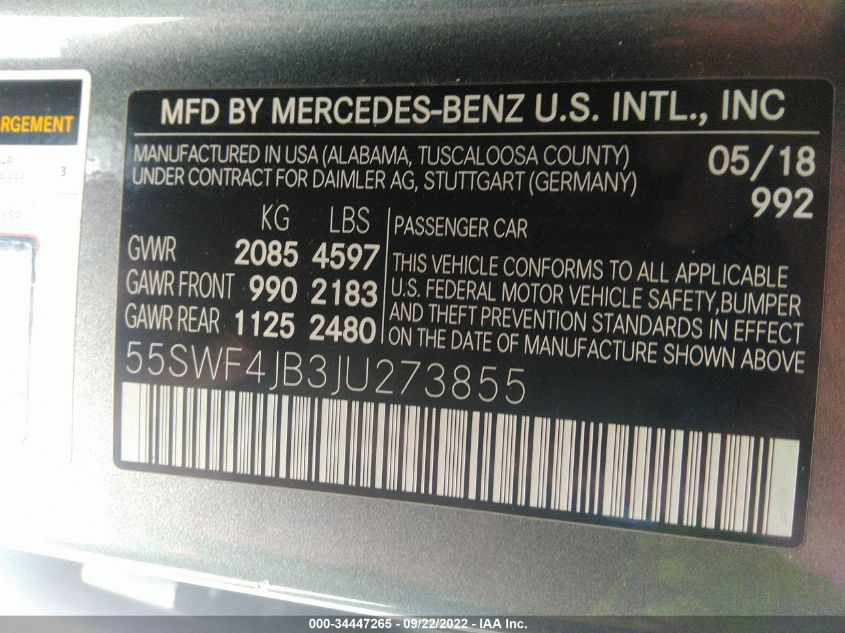 RGEMENT
3
MFD BY MERCEDES-BENZ U.S. INTL., INC
MANUFACTURED IN USA (ALABAMA, TUSCALOOSA COUNTY) 05/18
UNDER CONTRACT FOR DAIMLER AG, STUTTGART (GERMANY) 992
KG LBS
GVWR 2085 4597
GAWR FRONT 990 2183
GAWR REAR 1125 2480
PASSENGER CAR
THIS VEHICLE CONFORMS TO ALL APPLICABLE
U.S. FEDERAL MOTOR VEHICLE SAFETY,BUMPER
AND THEFT PREVENTION STANDARDS IN EFFECT
ON THE DATE OF MANUFACTURE SHOWN ABOVE
55SWF4JB3JU273855
000-34447265 - 09/22/2022 - IAA Inc.